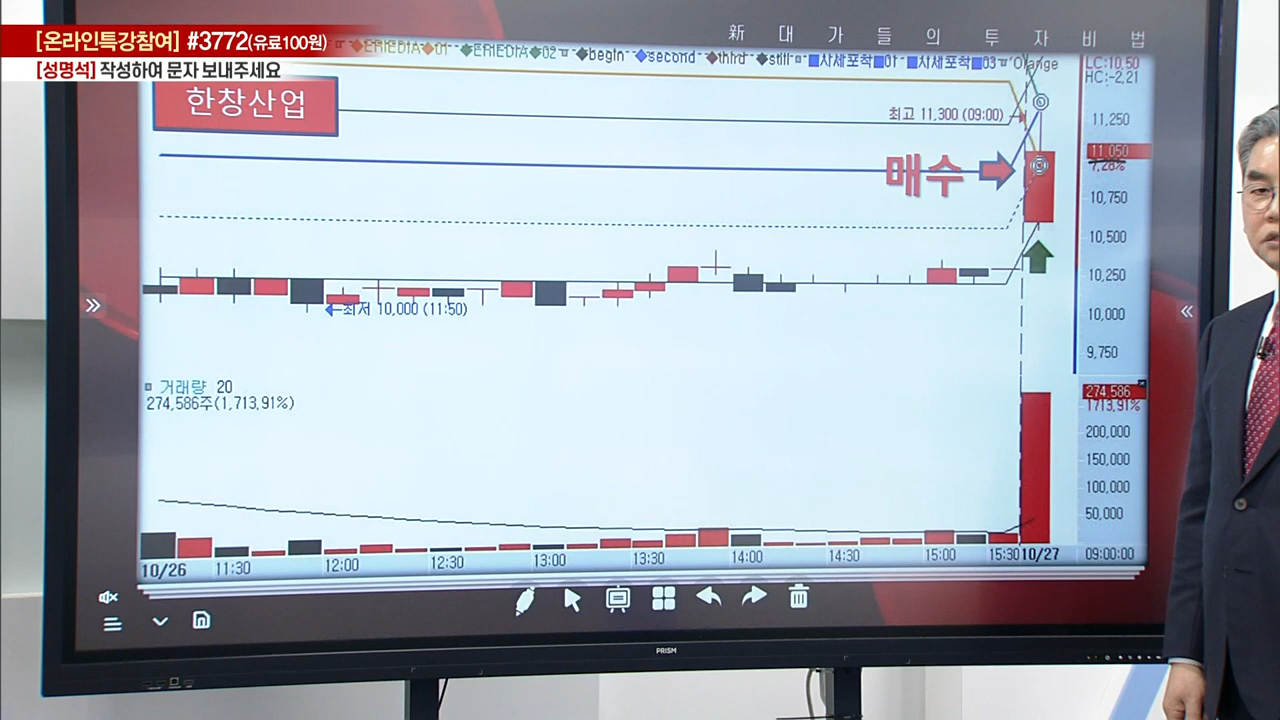 [온라인특강참여] #3772(유료100원)
[성명석] 작성하여 문자 보내주세요
新 대 가 들 의 투 자 비 법
ERIEDIA 01 ERIEDIA 02 begin second third still 시세포착 01 시세포착 03 Orange
LC:10,50
HC:-2,21
한창산업
최고 11,300 (09:00)
11,250
11,050
7,28%
매수
10,750
10,500
10,250
최저 10,000 (11:50)
10,000
9,750
거래량 20
274,586주(1,713,91%)
274,586
1713,91%
200,000
150,000
100,000
50,000
10/26 11:30 12:00 12:30 13:00 13:30 14:00 14:30 15:00 15:30 10/27 09:00:00
PRISM